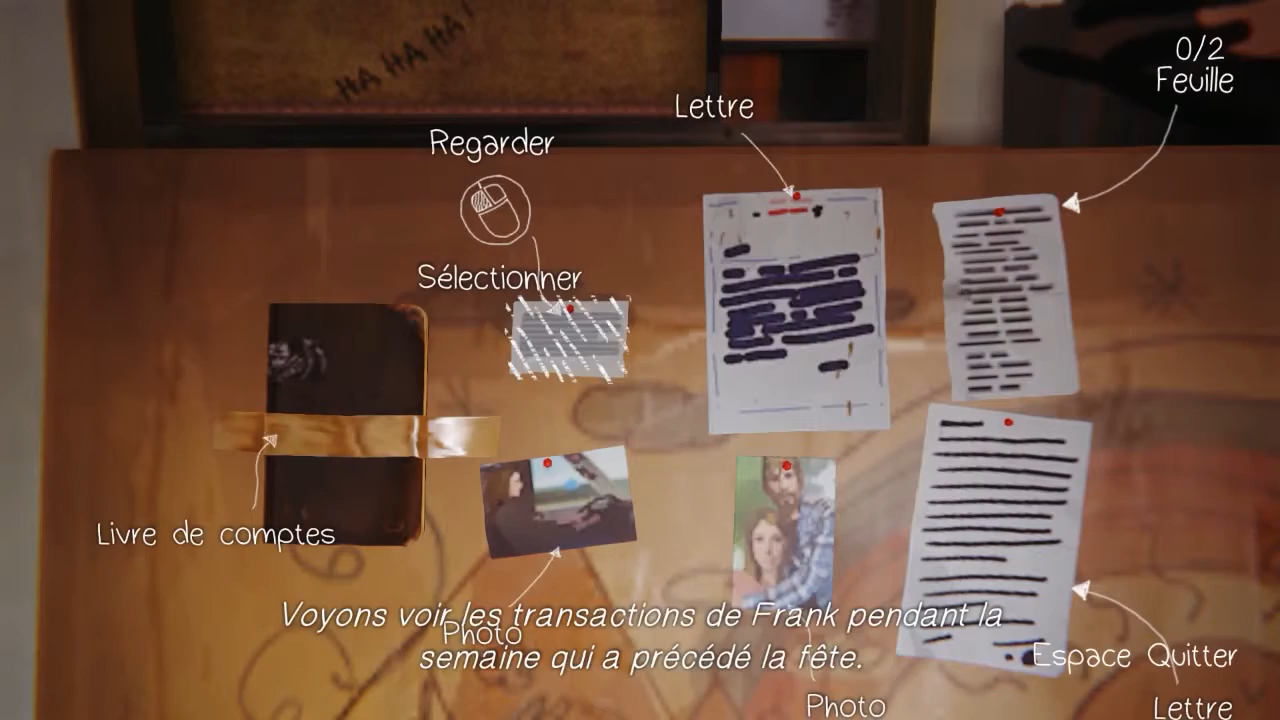 HA HA HA!
0/2
Feuille
Lettre
Regarder
Sélectionner
Livre de comptes
Photo
Voyons voir les transactions de Frank pendant la
semaine qui a précédé la fête.
Espace Quitter
Photo
Lettre